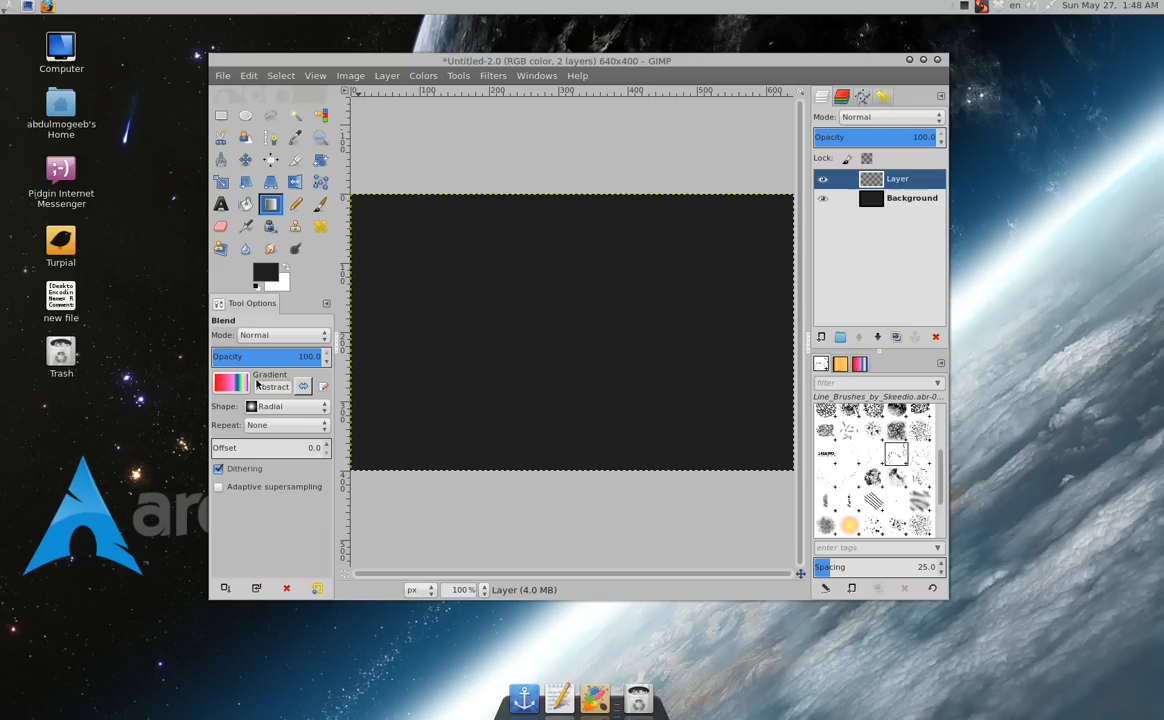 en
Sun May 27, 1:48 AM
Computer
abdulmogeeb's
Home
Pidgin Internet
Messenger
Turpial
new file
Trash
*Untitled-2.0 (RGB color, 2 layers) 640x400 – GIMP
File Edit Select View Image Layer Colors Tools Filters Windows Help
0 100 200 300 400 500 600
Tool Options
Blend
Mode: Normal
Opacity 100.0
Gradient
Shape: Radial
Repeat: None
Offset 0.0
Dithering
Adaptive supersampling
px 100 % Layer (4.0 MB)
Mode: Normal
Opacity 100.0
Lock:
Layer
Background
filter
Line_Brushes_by_Skeedio.abr-0...
enter tags
Spacing 25.0